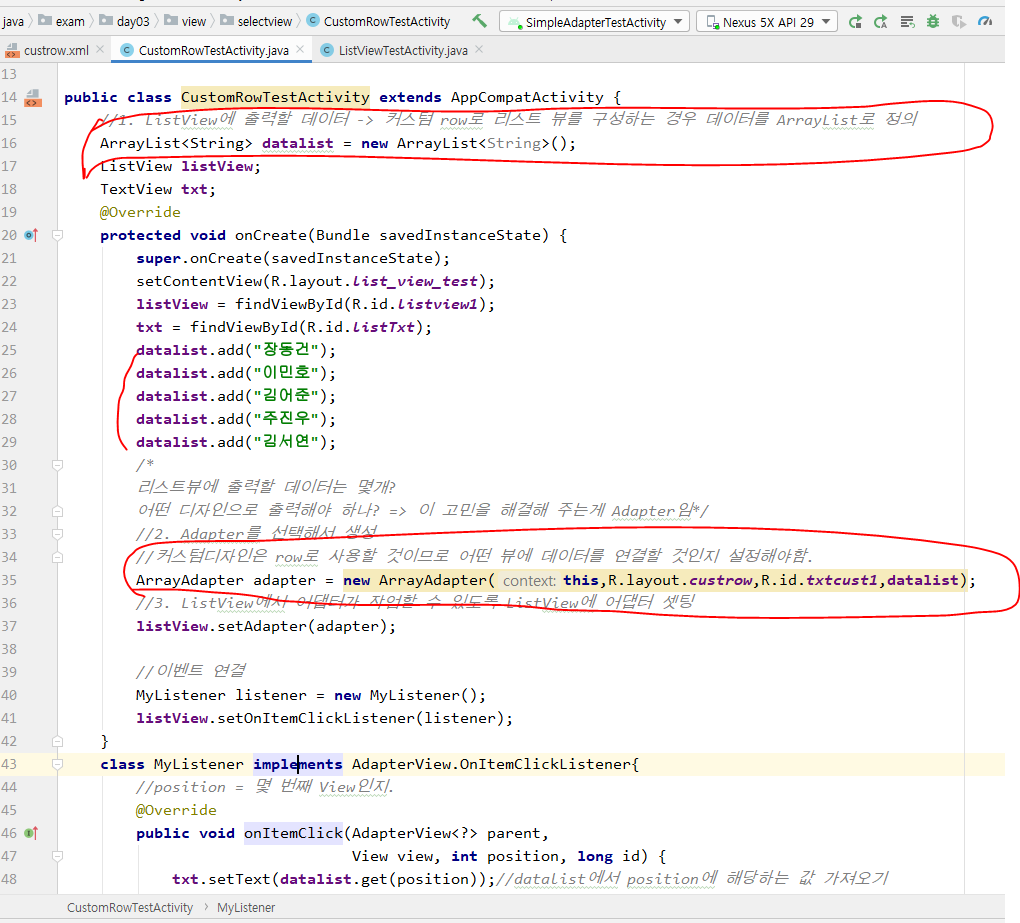 java exam day03 view selectview CustomRowTestActivity SimpleAdapterTestActivity Nexus 5X API 29
custrow.xml CustomRowTestActivity.java ListViewTestActivity.java
13
14 public class CustomRowTestActivity extends AppCompatActivity {
15 //1. ListView에 출력할 데이터 -> 커스텀 row로 리스트 뷰를 구성하는 경우 데이터를 ArrayList로 정의
16 ArrayList<String> datalist = new ArrayList<String>();
17 ListView listView;
18 TextView txt;
19 @Override
20 protected void onCreate(Bundle savedInstanceState) {
21 super.onCreate(savedInstanceState);
22 setContentView(R.layout.list_view_test);
23 listView = findViewById(R.id.listview1);
24 txt = findViewById(R.id.listTxt);
25 datalist.add("장동건");
26 datalist.add("이민호");
27 datalist.add("김어준");
28 datalist.add("주진우");
29 datalist.add("김서연");
30 /*
31 리스트뷰에 출력할 데이터는 몇개?
32 어떤 디자인으로 출력해야 하나? => 이 고민을 해결해 주는게 Adapter임*/
33 //2. Adapter를 선택해서 생성
34 //커스텀디자인은 row로 사용할 것이므로 어떤 뷰에 데이터를 연결할 것인지 설정해야함.
35 ArrayAdapter adapter = new ArrayAdapter( context: this,R.layout.custrow,R.id.txtcust1,datalist);
36 //3. ListView에서 어댑터가 작업할 수 있도록 ListView에 어댑터 셋팅
37 listView.setAdapter(adapter);
38
39 //이벤트 연결
40 MyListener listener = new MyListener();
41 listView.setOnItemClickListener(listener);
42 }
43 class MyListener implements AdapterView.OnItemClickListener{
44 //position = 몇 번째 View인지.
45 @Override
46 public void onItemClick(AdapterView<?> parent,
47 View view, int position, long id) {
48 txt.setText(datalist.get(position));//datalist에서 position에 해당하는 값 가져오기
CustomRowTestActivity › MyListener